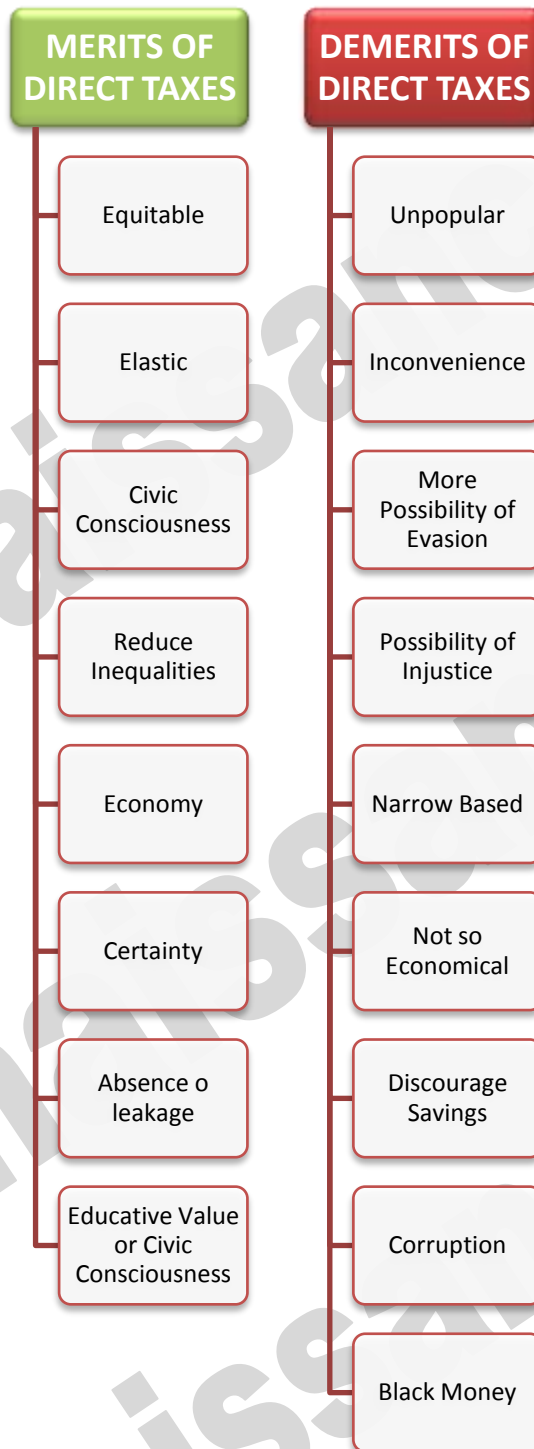 MERITS OF
DIRECT TAXES
Equitable
Elastic
Civic
Consciousness
Reduce
Inequalities
Economy
Certainty
Absence o
leakage
Educative Value
or Civic
Consciousness
DEMERITS OF
DIRECT TAXES
Unpopular
Inconvenience
More
Possibility of
Evasion
Possibility of
Injustice
Narrow Based
Not so
Economical
Discourage
Savings
Corruption
Black Money